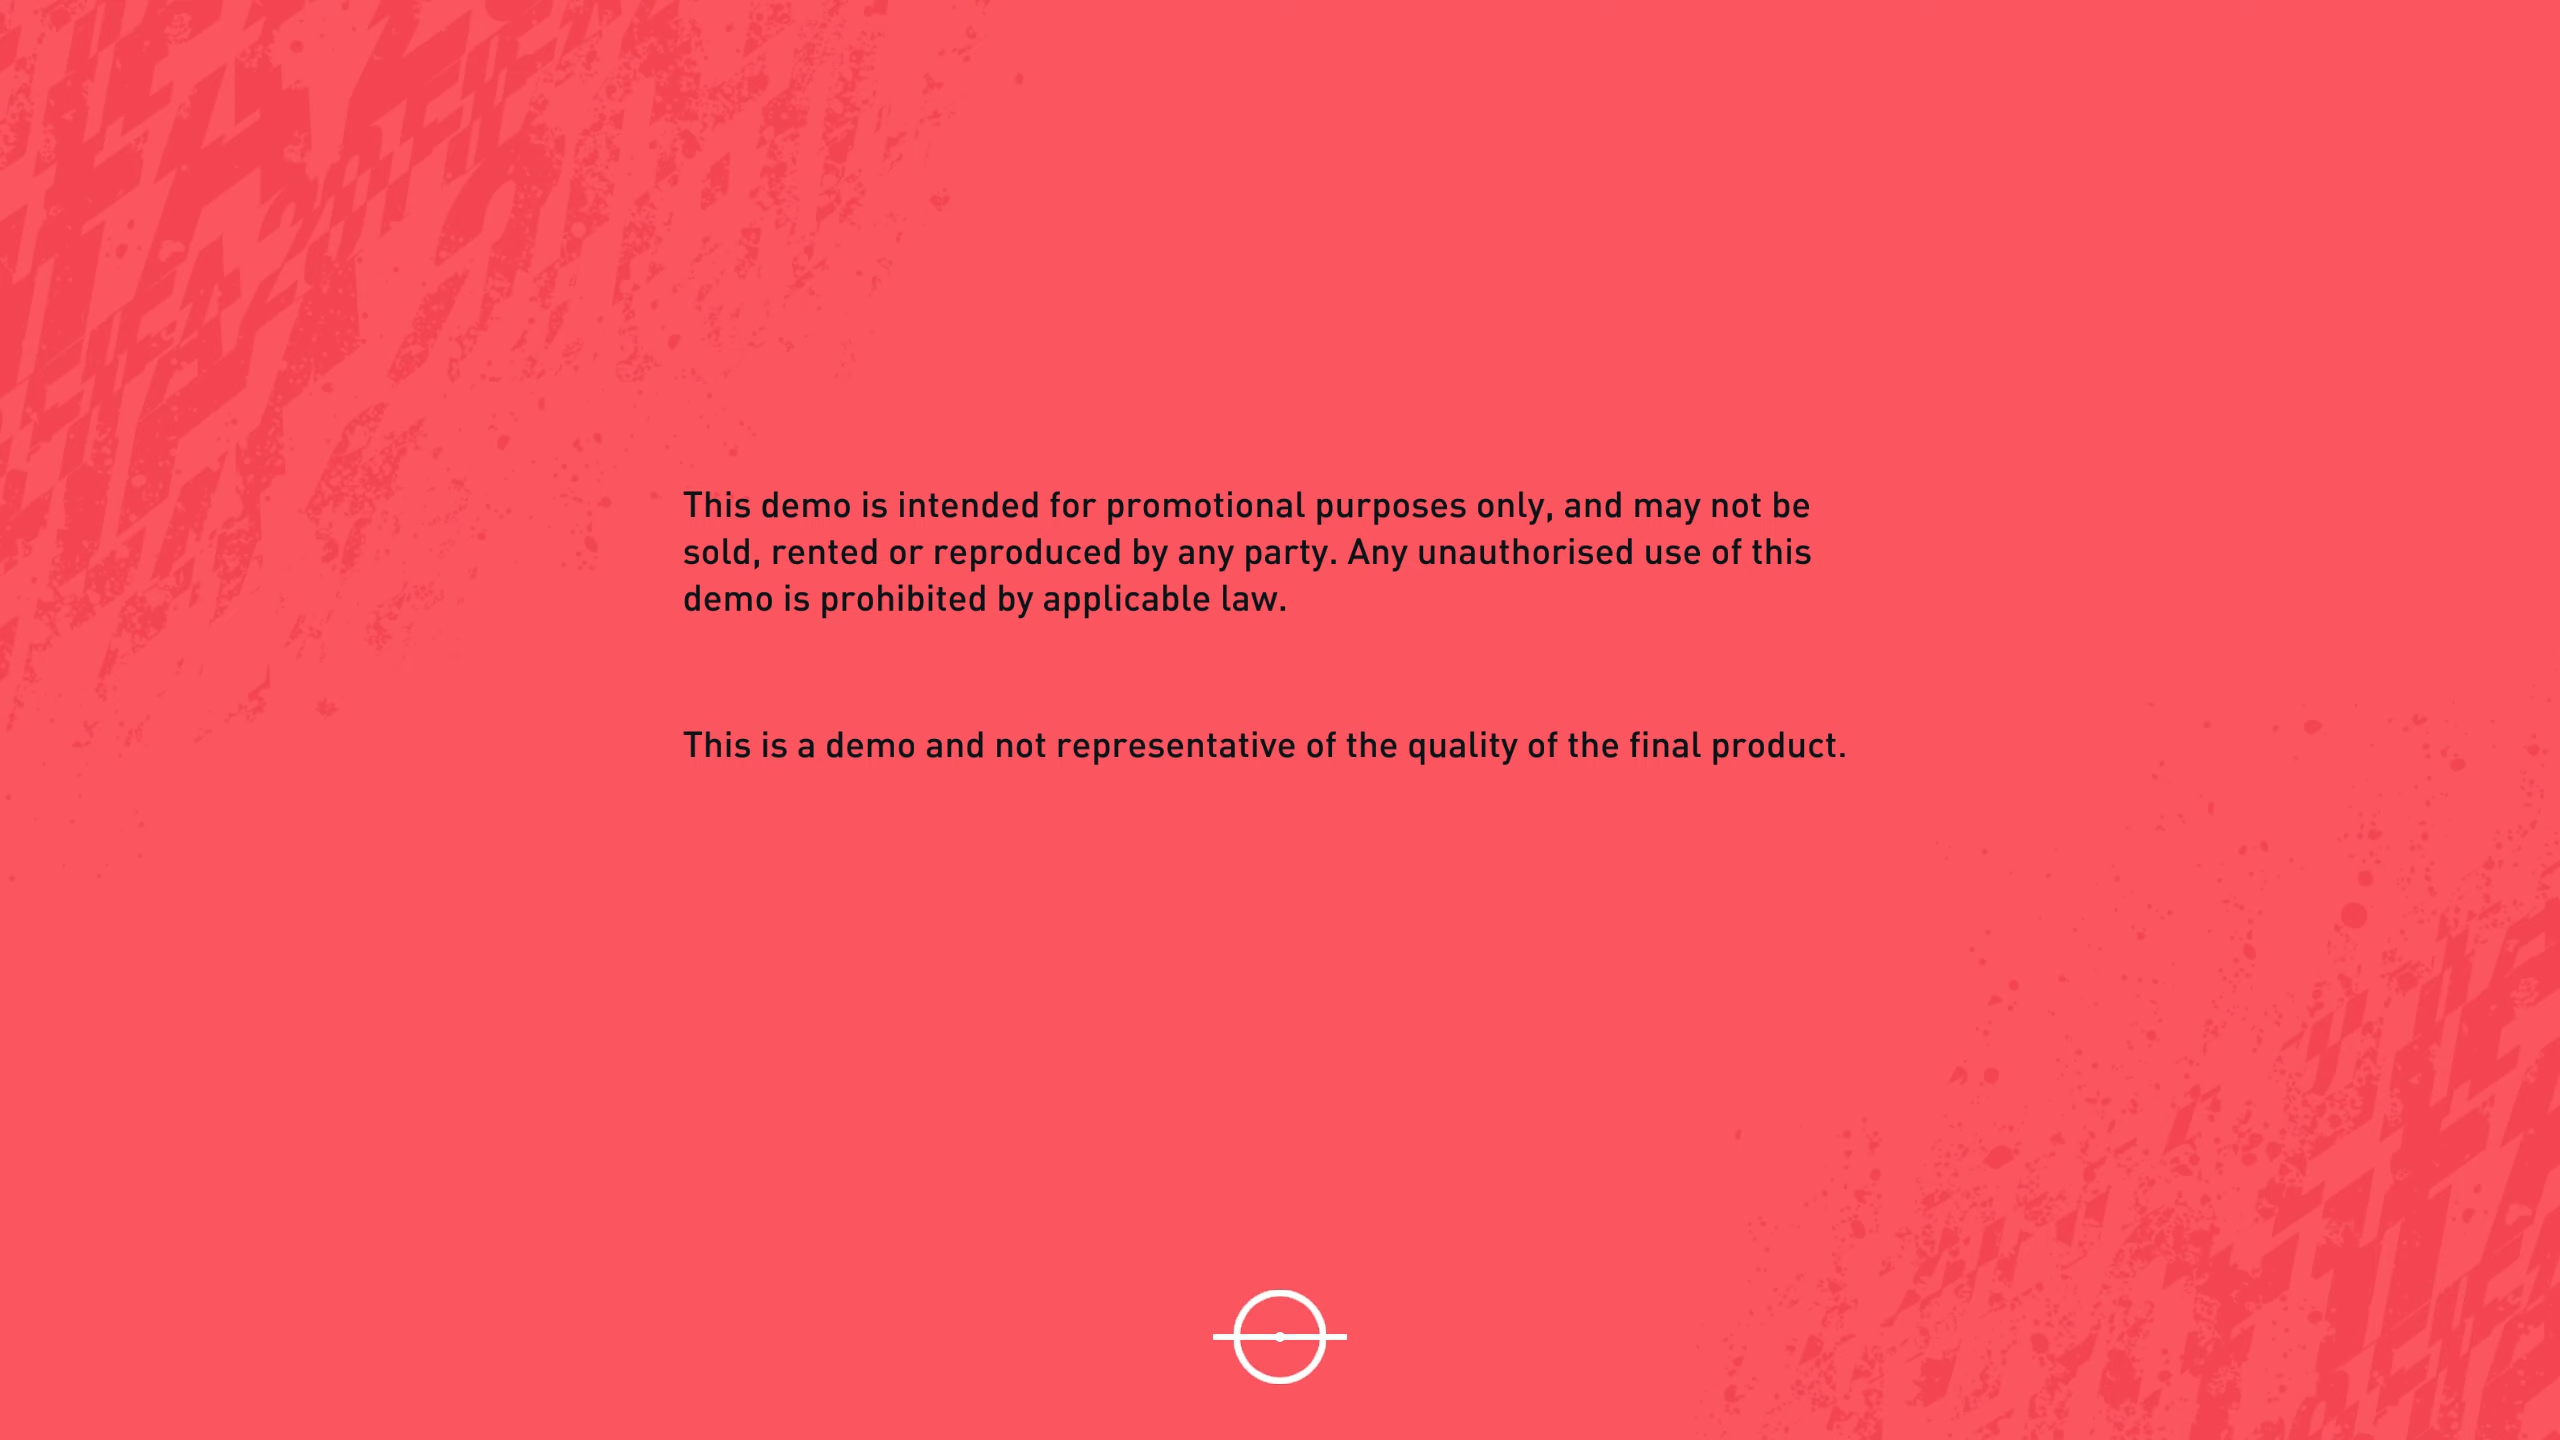 This demo is intended for promotional purposes only, and may not be
sold, rented or reproduced by any party. Any unauthorised use of this
demo is prohibited by applicable law.
This is a demo and not representative of the quality of the final product.